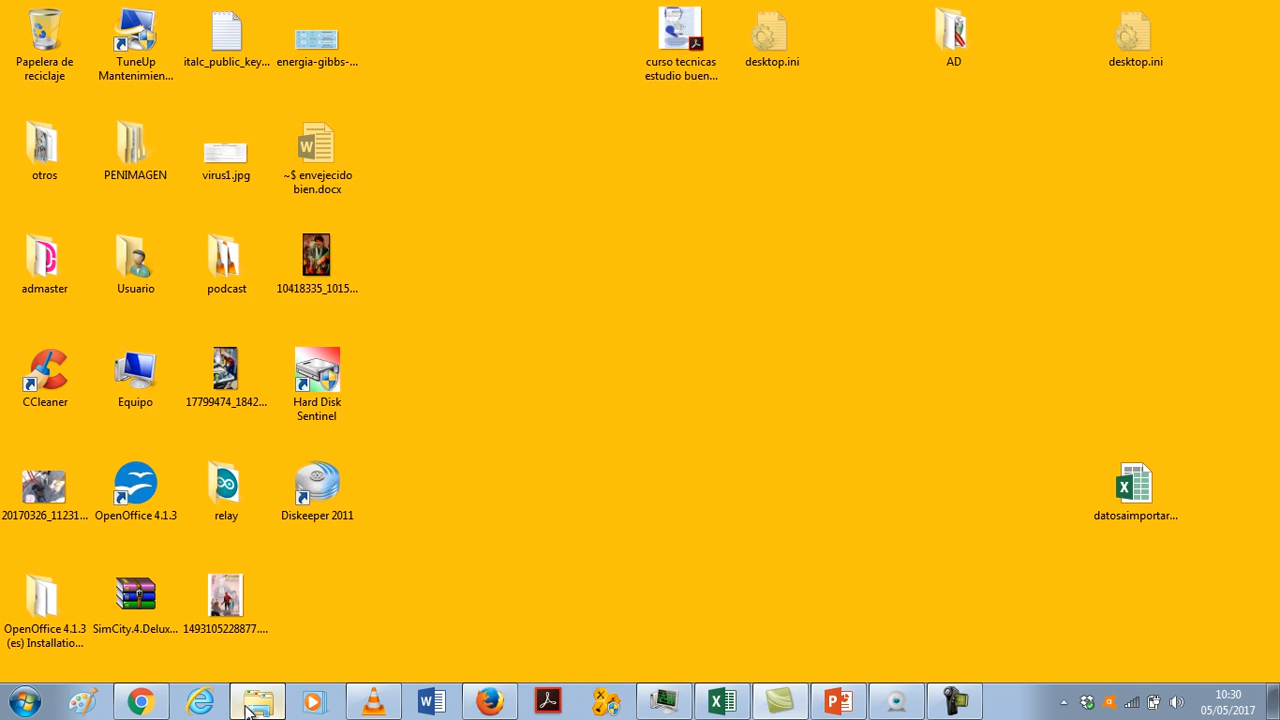 Papelera de
reciclaje
TuneUp
Mantenimien...
italc_public_key...
energia-gibbs-...
curso tecnicas
estudio buen...
desktop.ini
AD
desktop.ini
otros
PENIMAGEN
virus1.jpg
~$ envejecido
bien.docx
admaster
Usuario
podcast
10418335_1015...
CCleaner
Equipo
17799474_1842...
Hard Disk
Sentinel
20170326_11231...
OpenOffice 4.1.3
relay
Diskeeper 2011
datosaimportar...
OpenOffice 4.1.3
(es) Installatio...
SimCity.4.Delux...
1493105228877....
10:30
05/05/2017